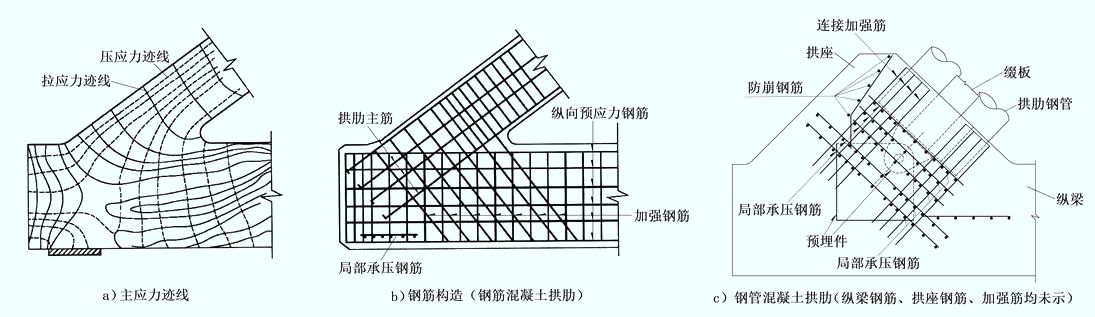 压应力迹线
拉应力迹线
a)主应力迹线
拱肋主筋
纵向预应力钢筋
加强钢筋
局部承压钢筋
b)钢筋构造(钢筋混凝土拱肋)
连接加强筋
拱座
缀板
防崩钢筋
拱肋钢管
局部承压钢筋
纵梁
预埋件
局部承压钢筋
c)钢管混凝土拱肋(纵梁钢筋、拱座钢筋、加强筋均未示)